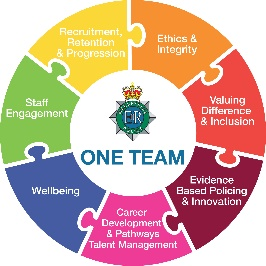 Recruitment,
Retention
& Progression
Ethics &
Integrity
Valuing
Difference
& Inclusion
Evidence
Based Policing
& Innovation
Career
Development
& Pathways
Talent Management
Wellbeing
Staff
Engagement
ONE TEAM